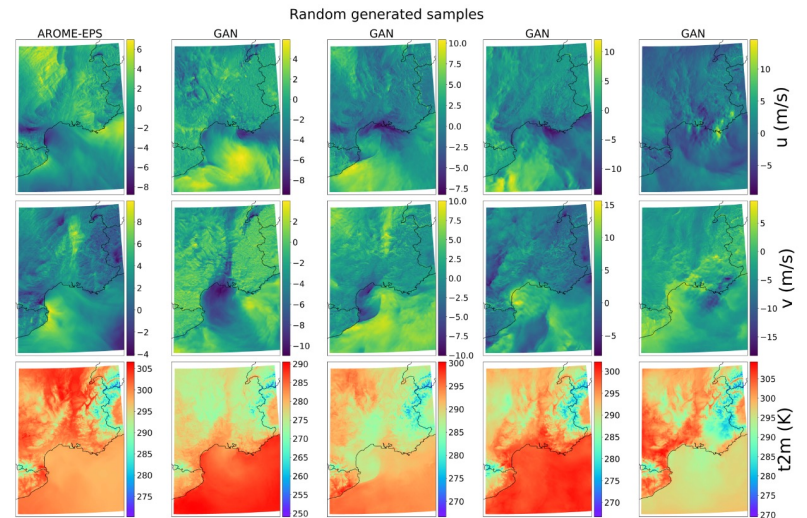 Random generated samples
AROME-EPS GAN GAN GAN GAN
6 4 2 0 −2 −4 −6 −8
4 2 0 −2 −4 −6 −8
10.0 7.5 5.0 2.5 0.0 −2.5 −5.0 −7.5
10 5 0 −5 −10
10 5 0 −5
u (m/s)
8 6 4 2 0 −2 −4
2 0 −2 −4 −6 −8 −10
10.0 7.5 5.0 2.5 0.0 −2.5 −5.0 −7.5 −10.0
15 10 5 0 −5
5 0 −5 −10 −15
v (m/s)
305 300 295 290 285 280 275 270
290 285 280 275 270 265 260 255 250
300 290 280 270
300 295 290 285 280 275 270
305 300 295 290 285 280 275 270
t2m (K)